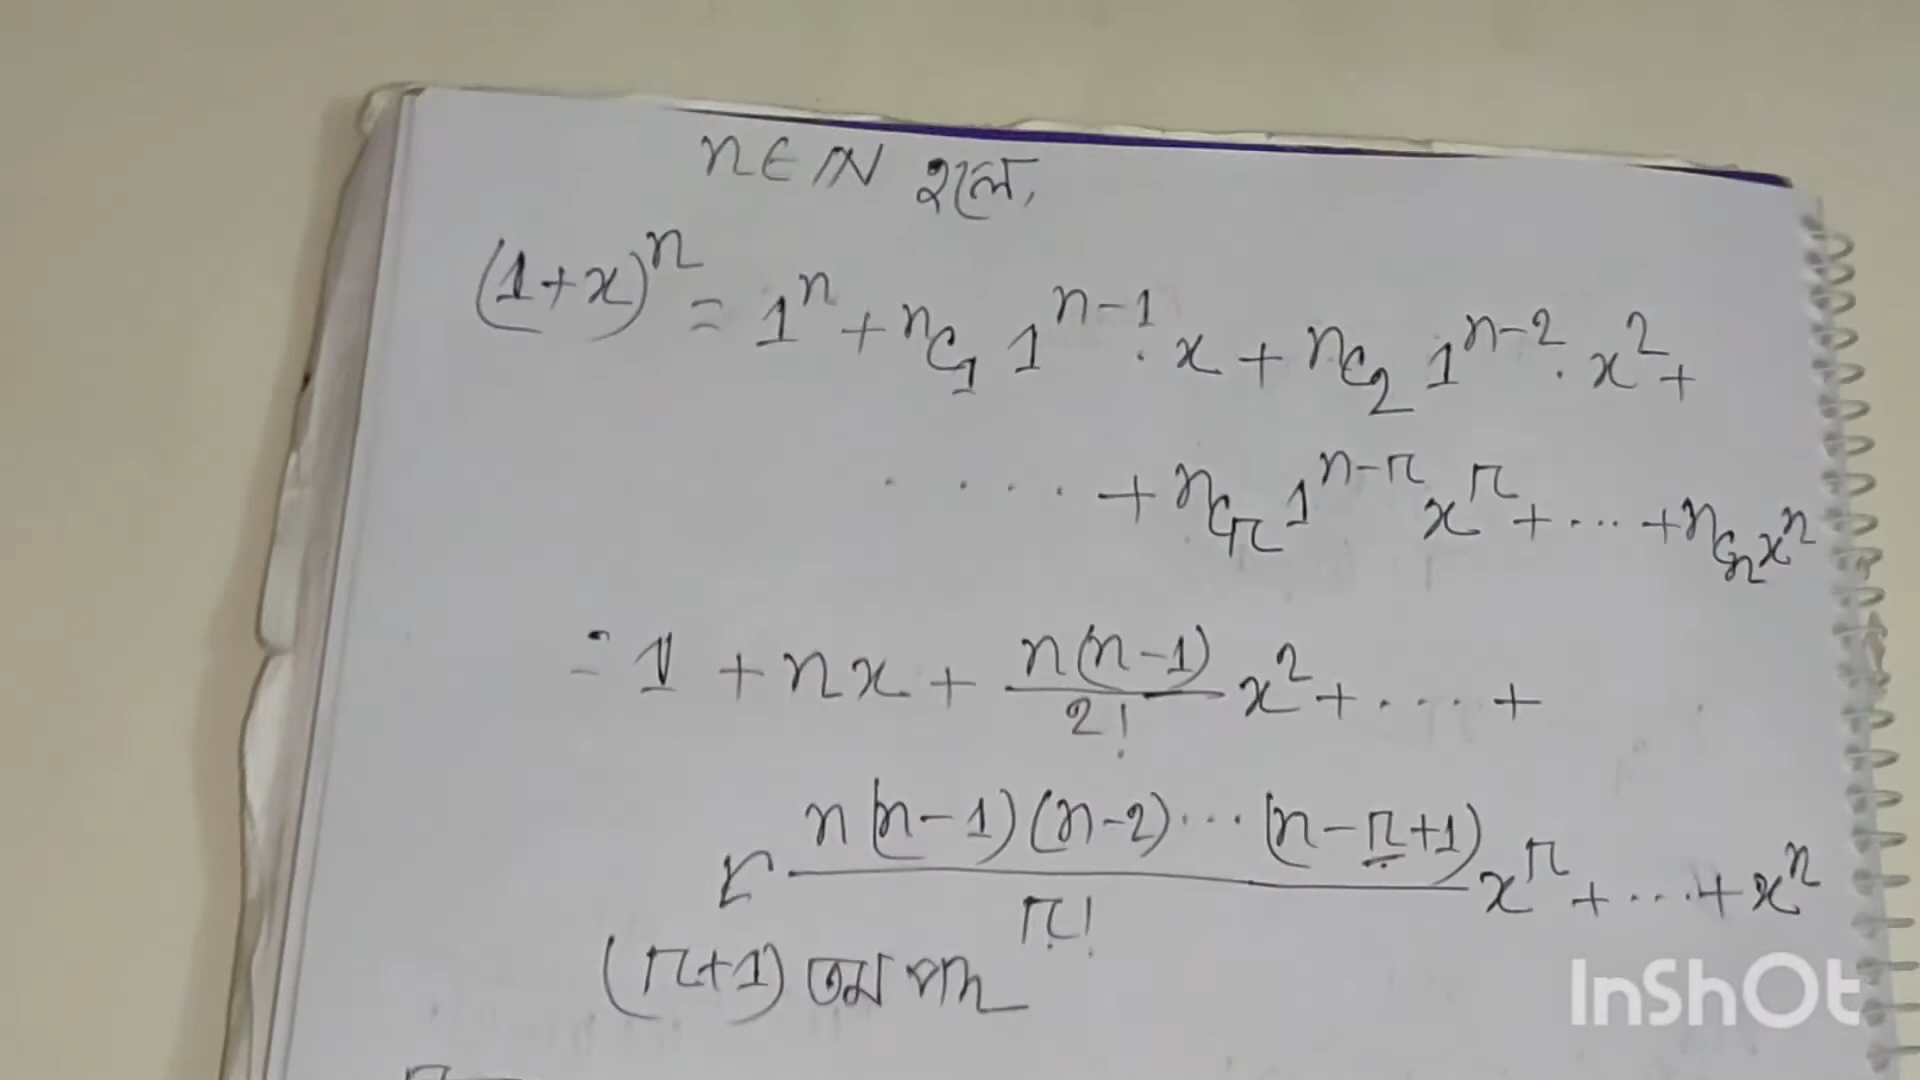 n∈IN হলে,
(1+x)^n = 1^n + nC1 1^(n-1) . x + nC2 1^(n-2) . x^2 +
. . . . + nCr 1^(n-r) x^r + ... + nCn x^n
= 1 + nx + n(n-1)/2! x^2 + . . . . +
n(n-1)(n-2)...(n-r+1)/r! x^r + ... + x^n
(r+1) তম পদ
InShOt